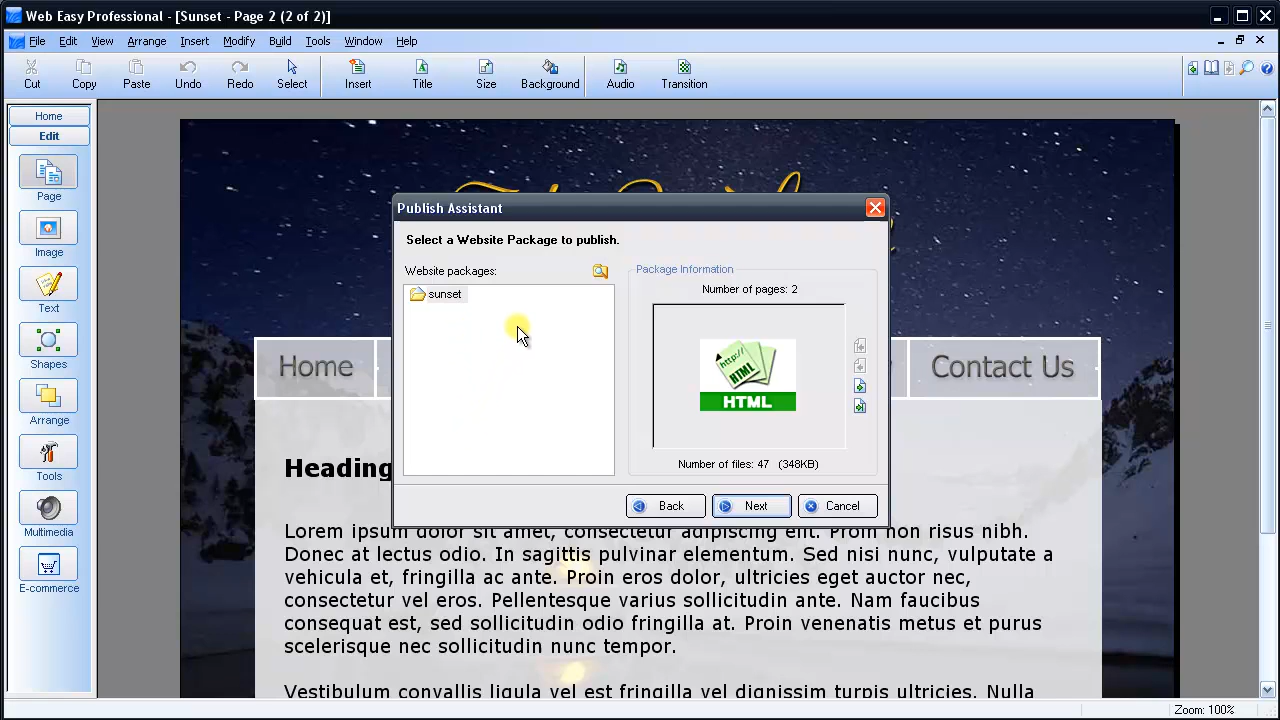 Web Easy Professional - [Sunset - Page 2 (2 of 2)]
File Edit View Arrange Insert Modify Build Tools Window Help
Cut Copy Paste Undo Redo Select Insert Title Size Background Audio Transition
Home
Edit
Page
Image
Text
Shapes
Arrange
Tools
Multimedia
E-commerce
Publish Assistant
Select a Website Package to publish.
Website packages:
sunset
Package Information
Number of pages: 2
http://
HTML
HTML
Number of files: 47 (348KB)
Back Next Cancel
Home
Contact Us
Heading
Lorem ipsum dolor sit amet, consectetur adipiscing elit. Proin non risus nibh.
Donec at lectus odio. In sagittis pulvinar elementum. Sed nisi nunc, vulputate a
vehicula et, fringilla ac ante. Proin eros dolor, ultricies eget auctor nec,
consectetur vel eros. Pellentesque varius sollicitudin ante. Nam faucibus
consequat est, sed sollicitudin odio fringilla at. Proin venenatis metus et purus
scelerisque nec sollicitudin nunc tempor.
Vestibulum convallis ligula vel est fringilla vel dignissim turpis ultricies. Nulla
Zoom: 100%